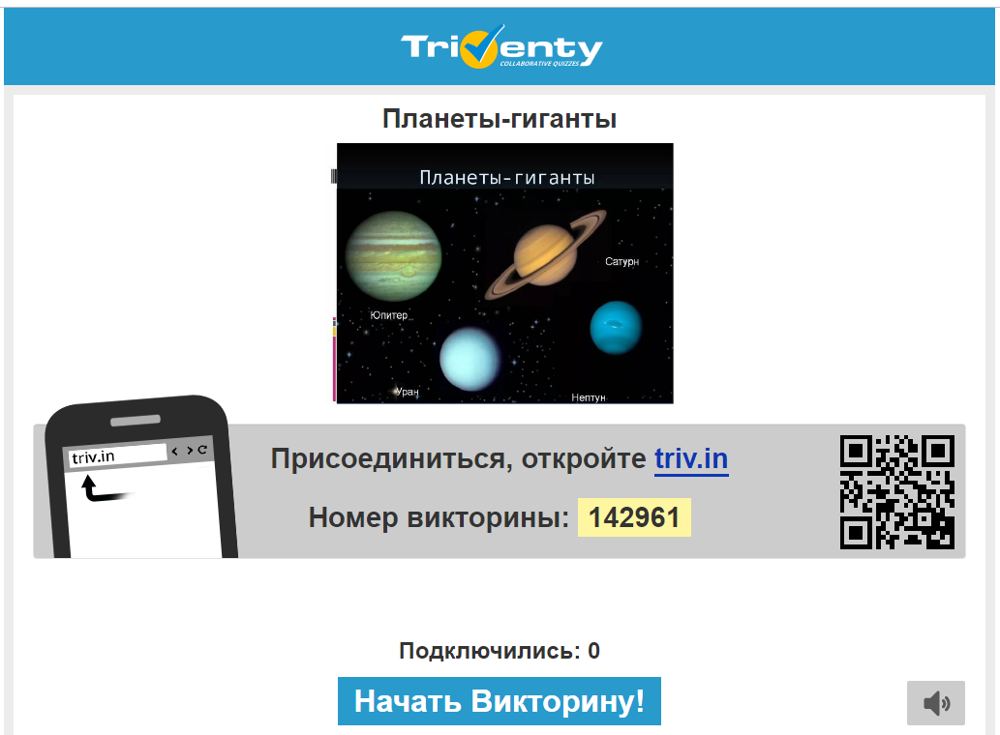 Triventy
COLLABORATIVE QUIZZES
Планеты-гиганты
Планеты-гиганты
Сатурн
Юпитер
Уран
Нептун
triv.in
Присоединиться, откройте triv.in
Номер викторины: 142961
Подключились: 0
Начать Викторину!